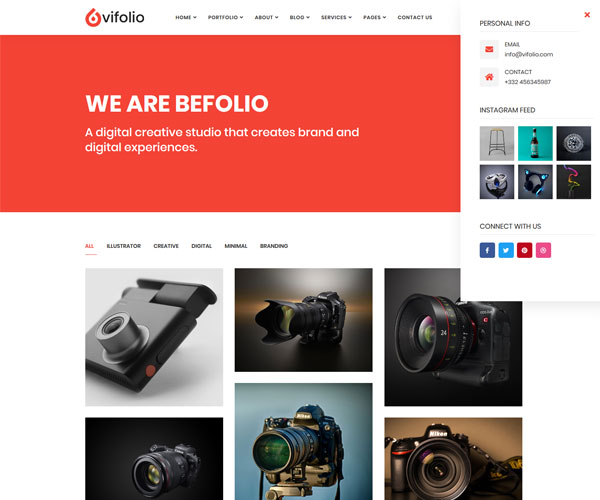 vifolio
HOME PORTFOLIO ABOUT BLOG SERVICES PAGES CONTACT US
WE ARE BEFOLIO
A digital creative studio that creates brand and
digital experiences.
PERSONAL INFO
EMAIL
info@vifolio.com
CONTACT
+332 456345987
INSTAGRAM FEED
CONNECT WITH US
ALL ILLUSTRATOR CREATIVE DIGITAL MINIMAL BRANDING
24
Nikon
Nikon